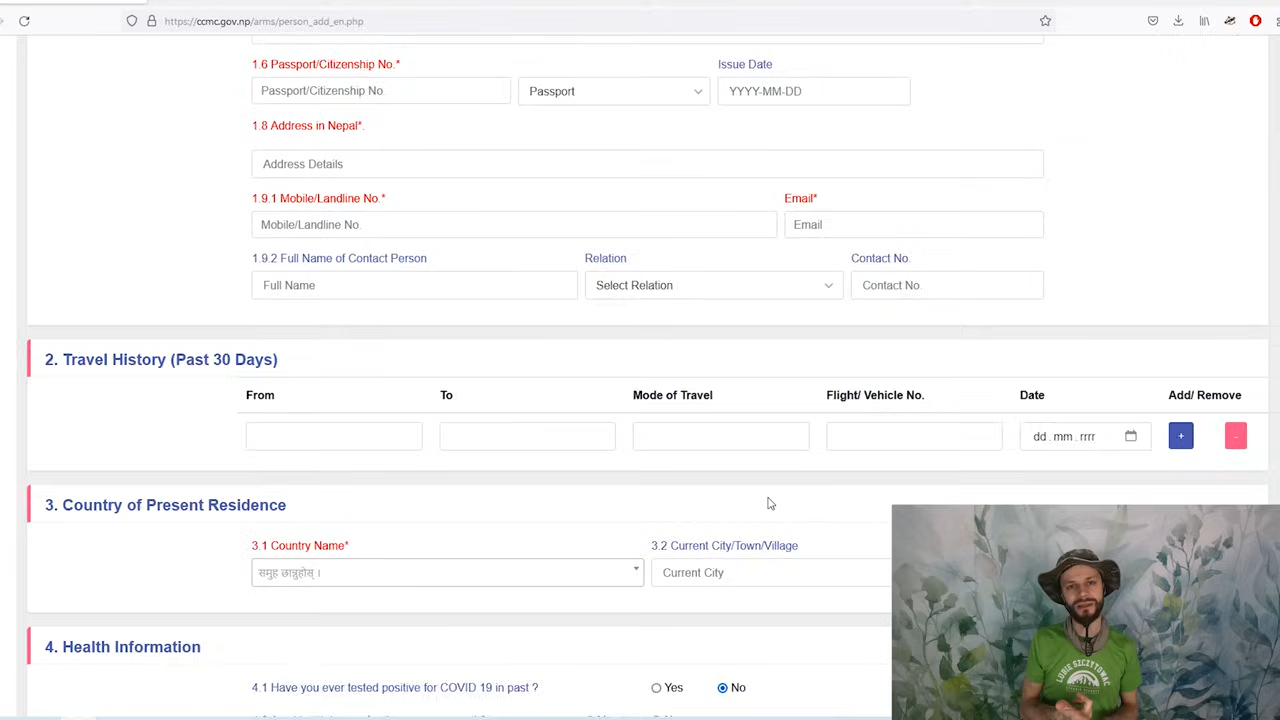 https://ccmc.gov.np/arms/person_add_en.php
1.6 Passport/Citizenship No.*
Issue Date
Passport/Citizenship No.
Passport
YYYY-MM-DD
1.8 Address in Nepal*.
Address Details
1.9.1 Mobile/Landline No.*
Email*
Mobile/Landline No.
Email
1.9.2 Full Name of Contact Person
Relation
Contact No.
Full Name
Select Relation
Contact No.
2. Travel History (Past 30 Days)
From
To
Mode of Travel
Flight/ Vehicle No.
Date
Add/ Remove
dd.mm.rrrr
+
-
3. Country of Present Residence
3.1 Country Name*
3.2 Current City/Town/Village
समुह छान्नुहोस् ।
Current City
4. Health Information
4.1 Have you ever tested positive for COVID 19 in past ?
Yes
No
LUBIE SZCZYTOWAĆ